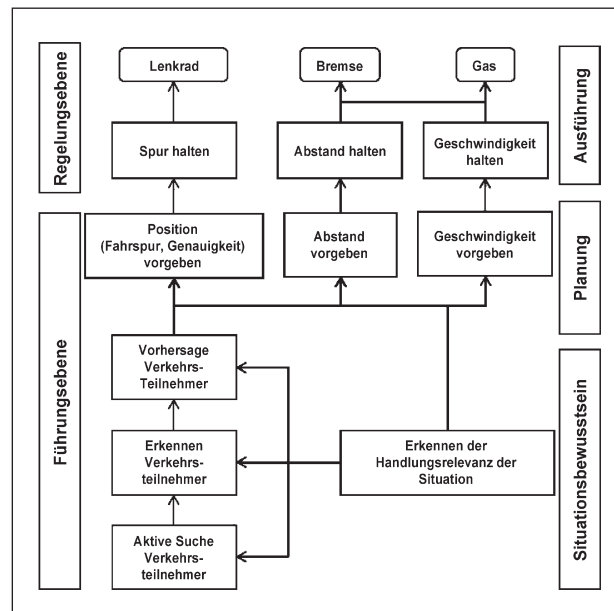 Regelungsebene
Führungsebene
Lenkrad
Bremse
Gas
Spur halten
Abstand halten
Geschwindigkeit
halten
Position
(Fahrspur, Genauigkeit)
vorgeben
Abstand
vorgeben
Geschwindigkeit
vorgeben
Vorhersage
Verkehrs-
Teilnehmer
Erkennen
Verkehrs-
teilnehmer
Erkennen der
Handlungsrelevanz der
Situation
Aktive Suche
Verkehrs-
teilnehmer
Ausführung
Planung
Situationsbewusstsein